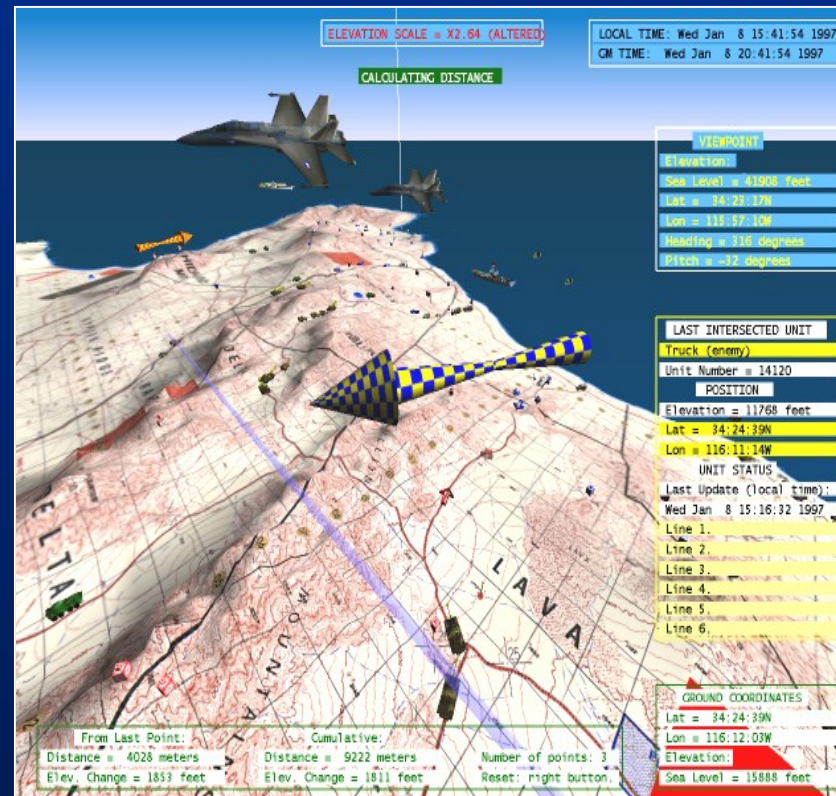 ELEVATION SCALE = X2.64 (ALTERED)
LOCAL TIME: Wed Jan 8 15:41:54 1997
GM TIME: Wed Jan 8 20:41:54 1997
CALCULATING DISTANCE
VIEWPOINT
Elevation:
Sea Level = 41908 feet
Lat = 34:23:17N
Lon = 115:57:10W
Heading = 316 degrees
Pitch = -32 degrees
LAST INTERSECTED UNIT
Truck (enemy)
Unit Number = 14120
POSITION
Elevation = 11768 feet
Lat = 34:24:39N
Lon = 116:11:14W
UNIT STATUS
Last Update (local time):
Wed Jan 8 15:16:32 1997
Line 1.
Line 2.
Line 3.
Line 4.
Line 5.
Line 6.
DELTA
LAVA
25
From Last Point:
Distance = 4028 meters
Elev. Change = 1853 feet
Cumulative:
Distance = 9222 meters
Elev. Change = 1811 feet
Number of points: 3
Reset: right button.
GROUND COORDINATES
Lat = 34:24:39N
Lon = 116:12:03W
Elevation:
Sea Level = 15888 feet